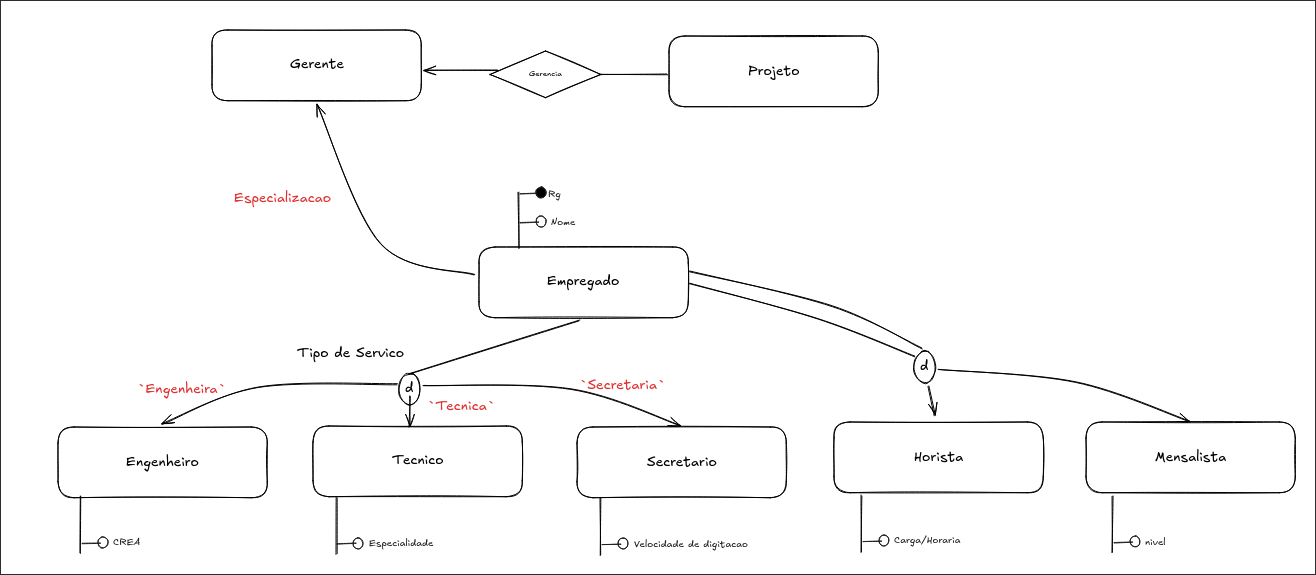 Gerente
Gerencia
Projeto
Especializacao
Rg
Nome
Empregado
Tipo de Servico
d
d
`Engenheira`
`Tecnica`
`Secretaria`
Engenheiro
Tecnico
Secretario
Horista
Mensalista
CREA
Especialidade
Velocidade de digitacao
Carga/Horaria
nivel